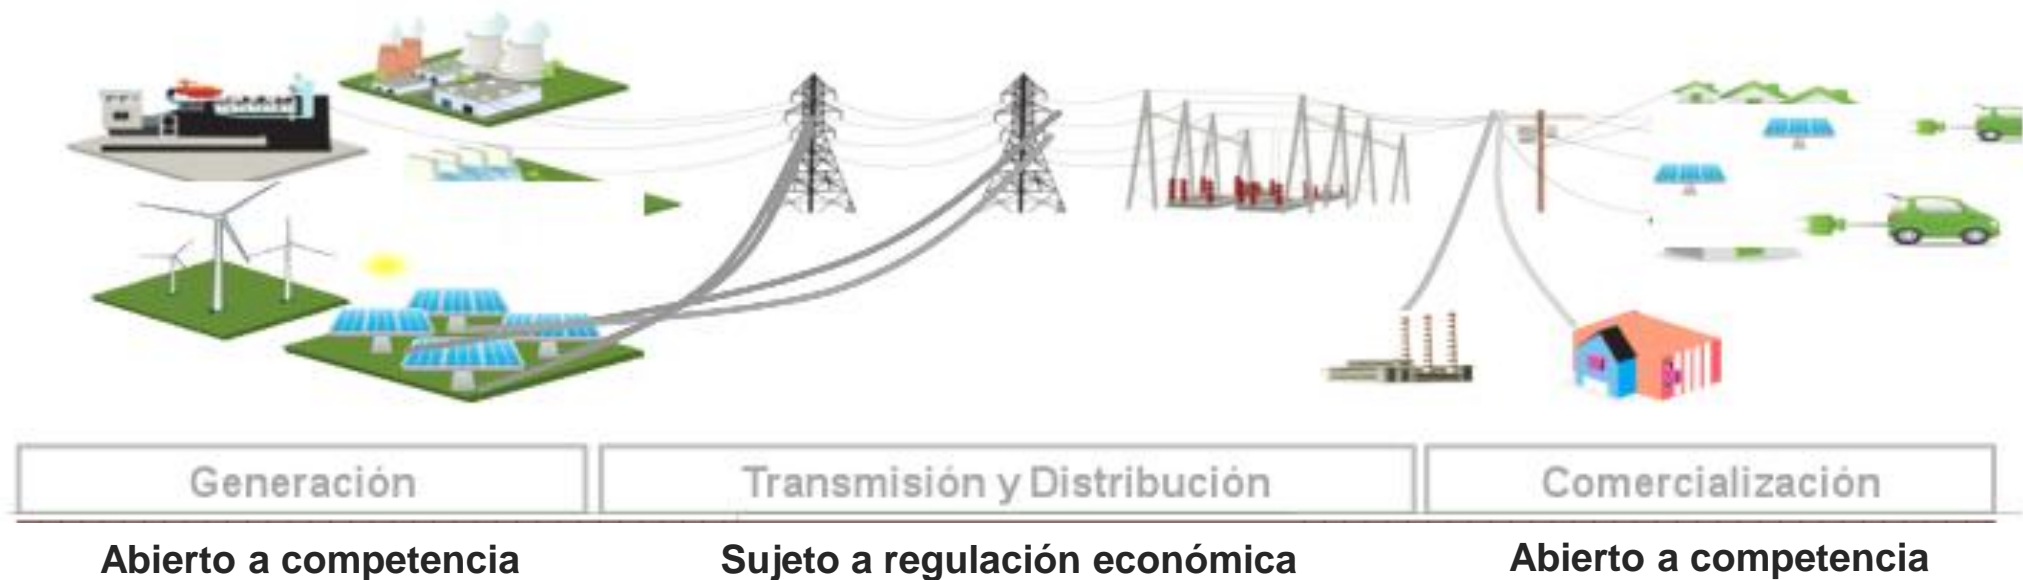 Generación
Transmisión y Distribución
Comercialización
Abierto a competencia
Sujeto a regulación económica
Abierto a competencia